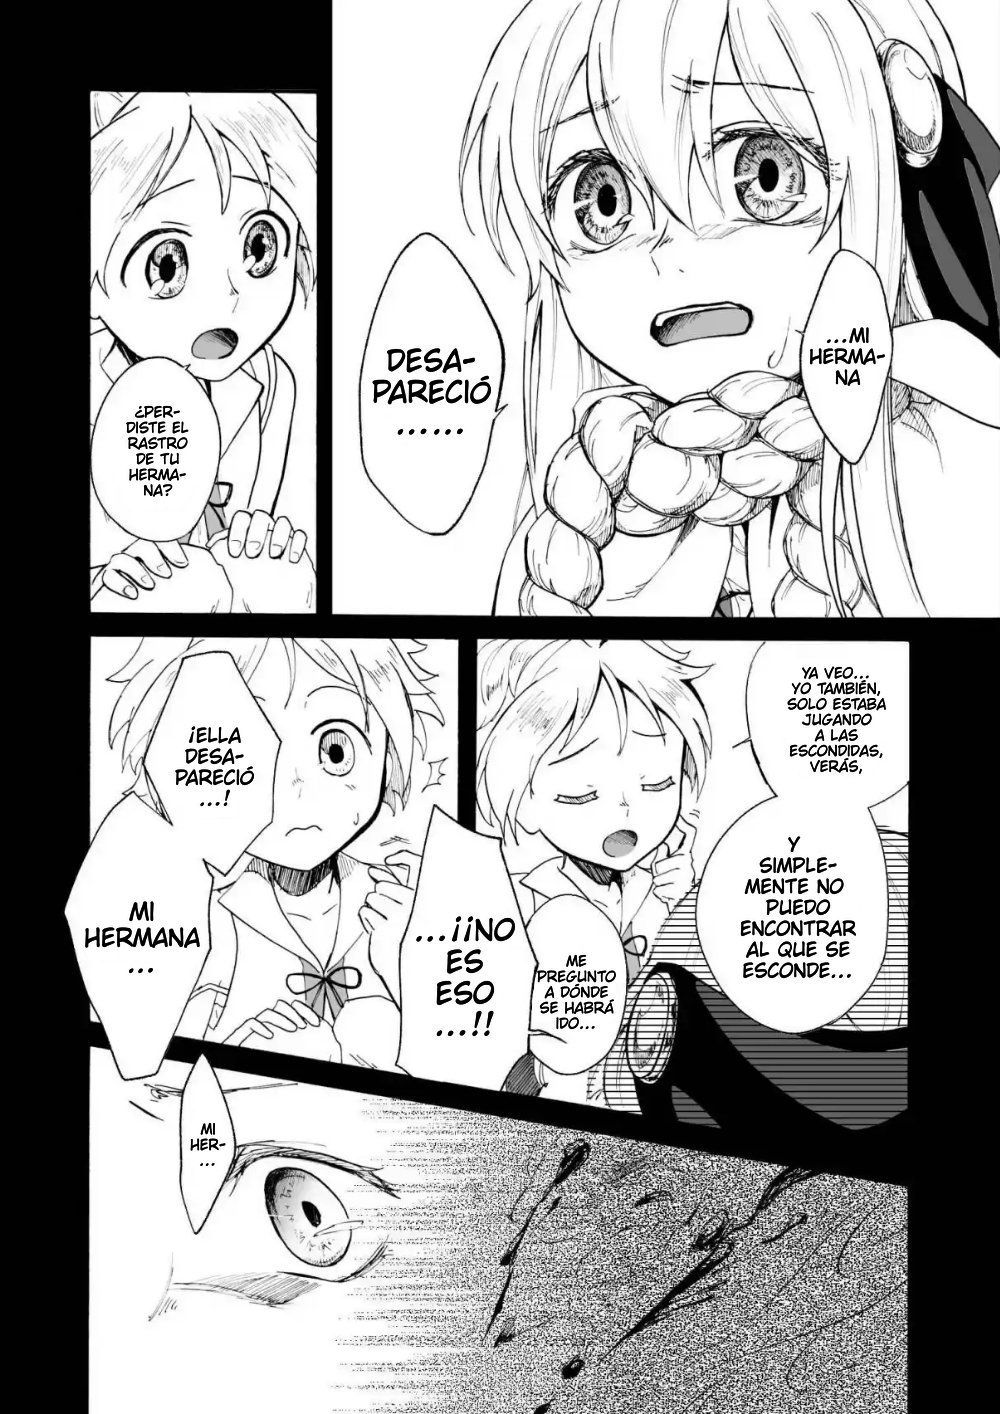 ...MI
HERMA-
NA
DESA-
PARECIÓ
......
¿PER-
DISTE EL
RASTRO
DE TU
HERMA-
NA?
YA VEO...
YO TAMBIÉN,
SOLO ESTABA
JUGANDO
A LAS
ESCONDIDAS,
VERÁS,
Y
SIMPLE-
MENTE NO
PUEDO
ENCONTRAR
AL QUE SE
ESCONDE...
ME
PREGUNTO
A DÓNDE
SE HABRÁ
IDO...
...¡¡NO
ES
ESO
...!!
¡ELLA
DESA-
PARECIÓ
...!
MI
HERMANA
...
MI
HER-
...